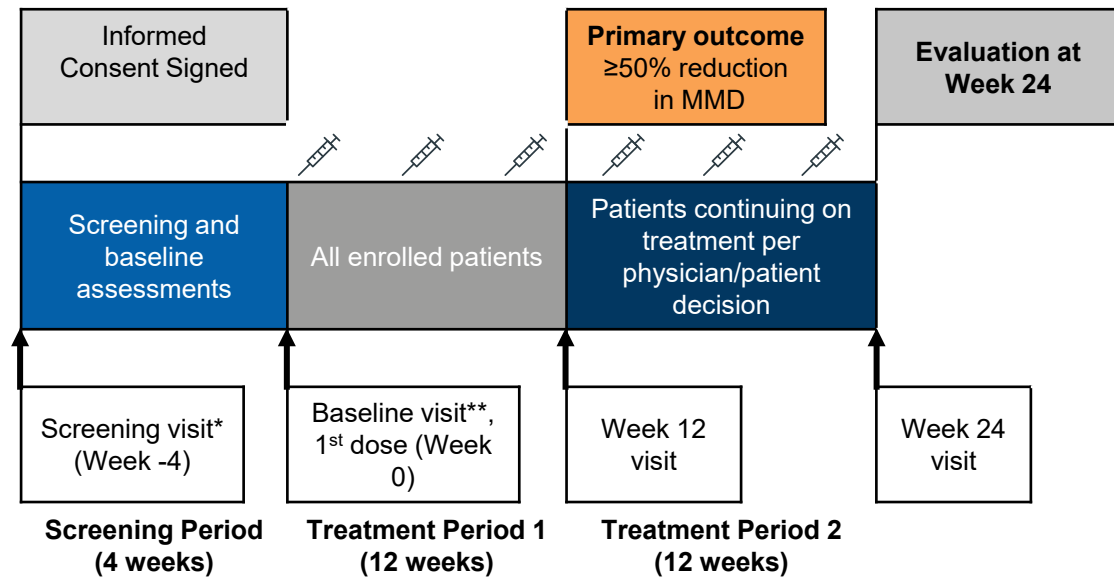 Informed
Consent Signed
Primary outcome
≥50% reduction
in MMD
Evaluation at
Week 24
Screening and
baseline
assessments
All enrolled patients
Patients continuing on
treatment per
physician/patient
decision
Screening visit*
(Week -4)
Baseline visit**,
1st dose (Week
0)
Week 12
visit
Week 24
visit
Screening Period
(4 weeks)
Treatment Period 1
(12 weeks)
Treatment Period 2
(12 weeks)